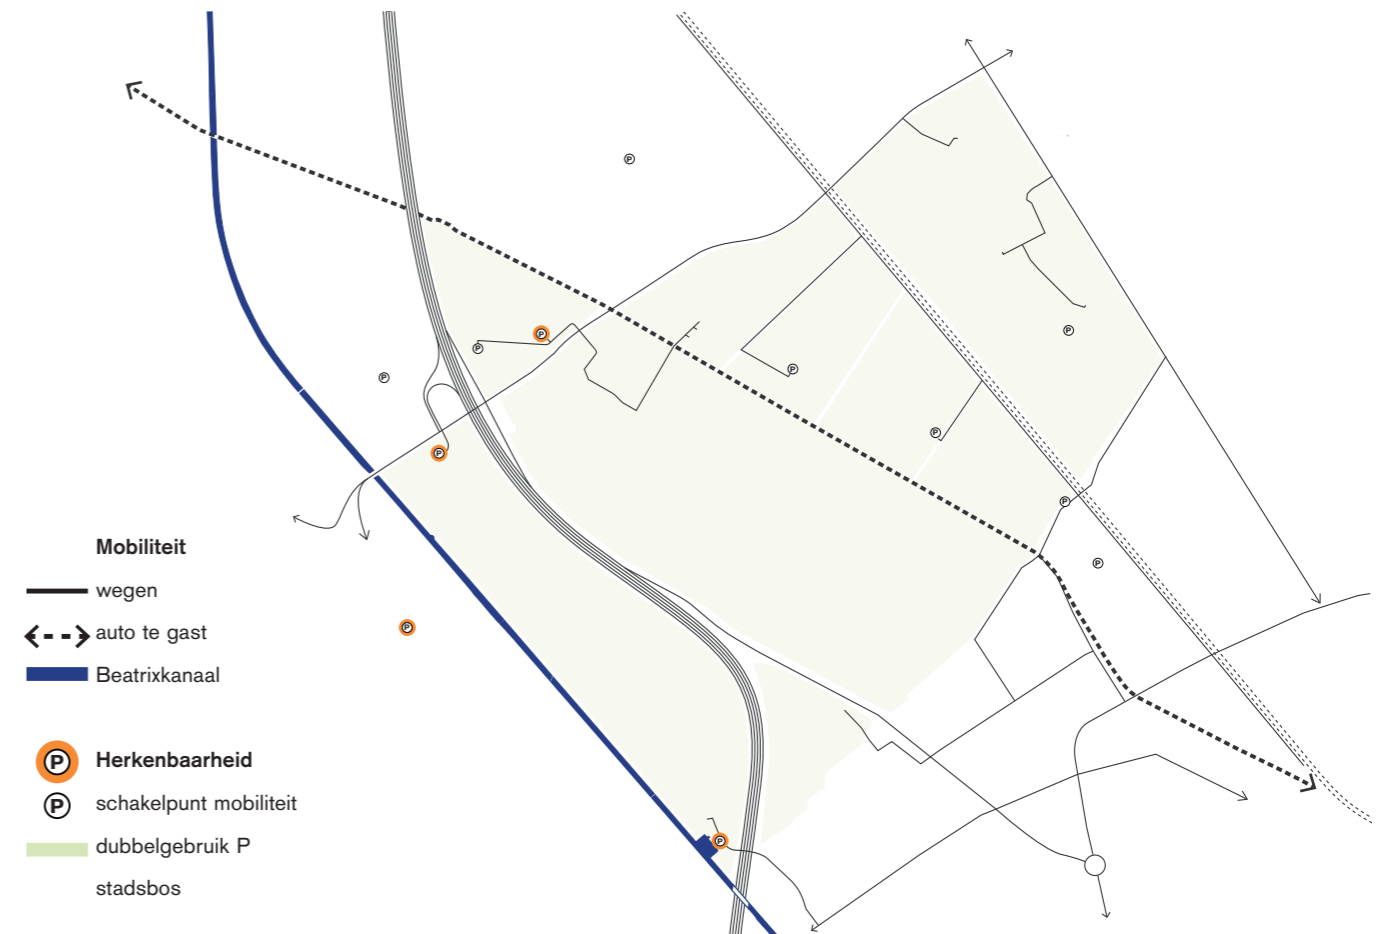 P
P
P
P
P
P
P
P
P
P
P
P
Mobiliteit
wegen
auto te gast
Beatrixkanaal
P Herkenbaarheid
P schakelpunt mobiliteit
dubbelgebruik P
stadsbos